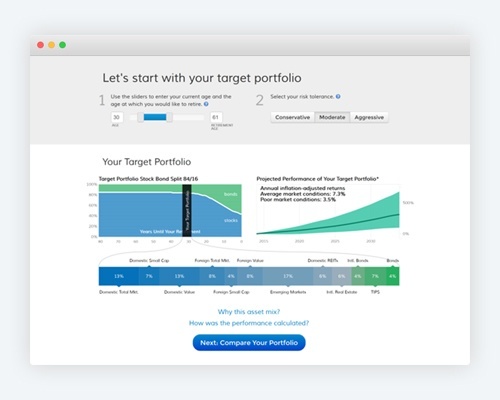 Let's start with your target portfolio
1 Use the sliders to enter your current age and the
age at which you would like to retire.
30
AGE
61
RETIREMENT
AGE
2 Select your risk tolerance.
Conservative Moderate Aggressive
Your Target Portfolio
Target Portfolio Stock Bond Split 84/16
100%
80%
60%
40%
20%
0%
bonds
stocks
Your Target Portfolio
Years Until Your
Projected Performance of Your Target Portfolio*
Annual inflation-adjusted returns
Average market conditions: 7.3%
Poor market conditions: 3.5%
500%
0%
2015
Domestic Small Cap Foreign Total Mkt. Foreign Value Domestic REITs Intl. Bonds Bonds
13% 7% 13% 8% 4% 8% 17% 7% 4%
Domestic Total Mkt. Domestic Value Foreign Small Cap Emerging Markets Intl. Real Estate TIPS
Why this asset mix?
How was the performance calculated?
Next: Compare Your Portfolio